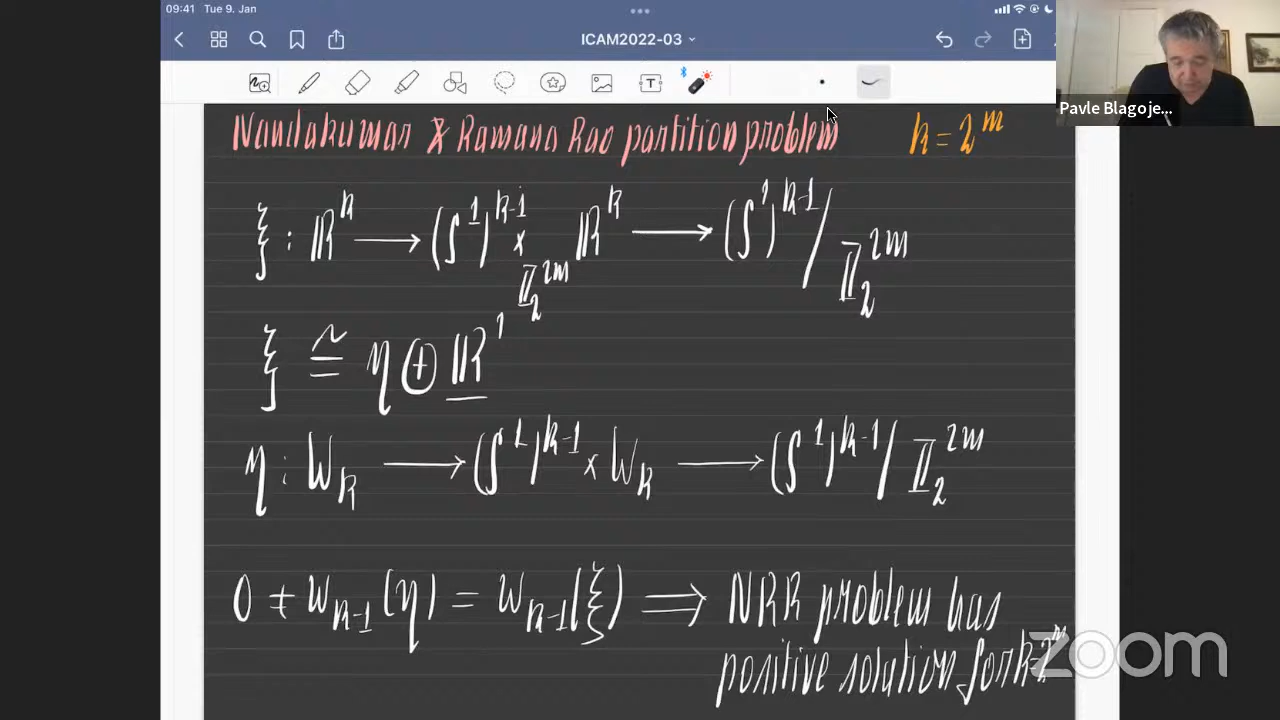 09:41 Tue 9. Jan
ICAM2022-03
Pavle Blagoje...
Nandakumar & Ramana Rao partition problem k = 2^m
ξ : ℝ^k → (S^1)^{k-1} ×_{ℤ_2^{2m}} ℝ^k → (S^1)^{k-1} / ℤ_2^{2m}
ξ ≅ η ⊕ ℝ^1
η : W_k → (S^1)^{k-1} × W_k → (S^1)^{k-1} / ℤ_2^{2m}
0 ≠ w_{k-1}(η) = w_{k-1}(ξ) ⟹ NRR problem has
positive solution for k=2^m
zoom